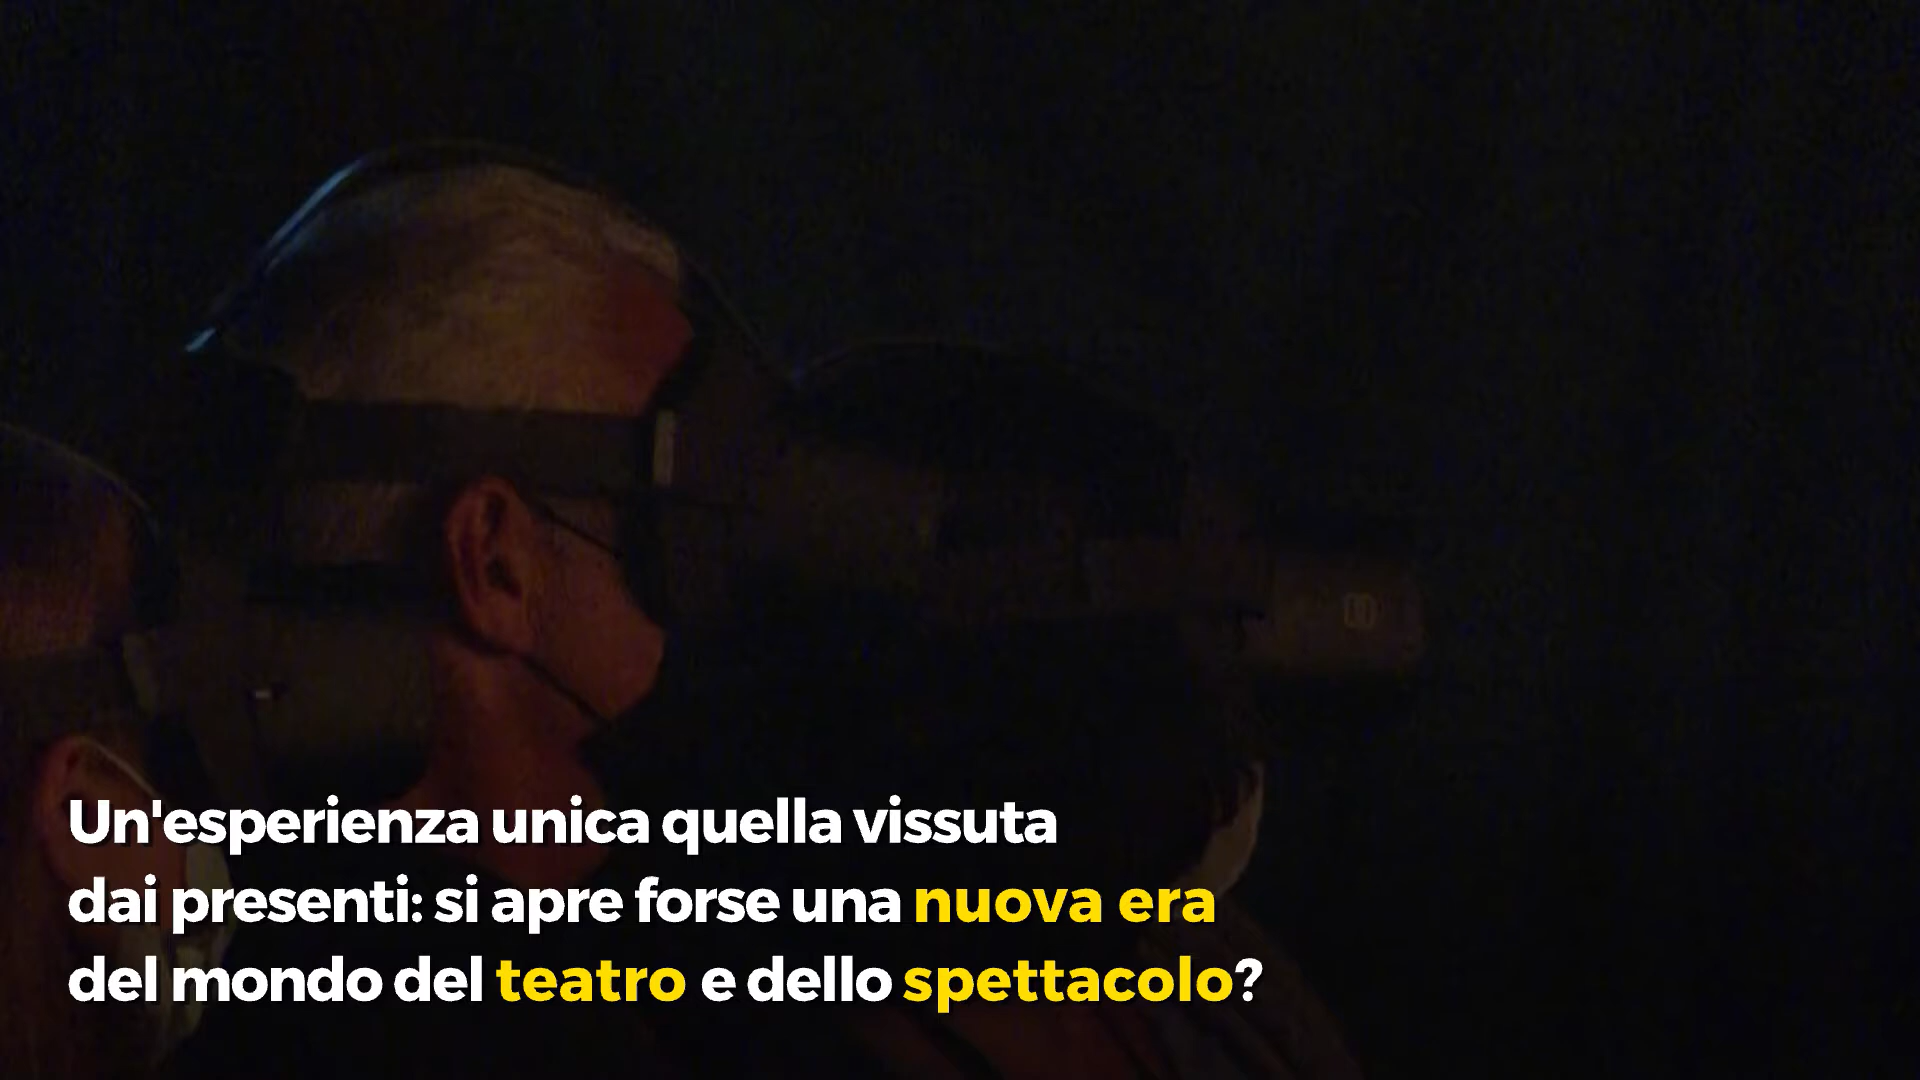 Un'esperienza unica quella vissuta
dai presenti: si apre forse una nuova era
del mondo del teatro e dello spettacolo?